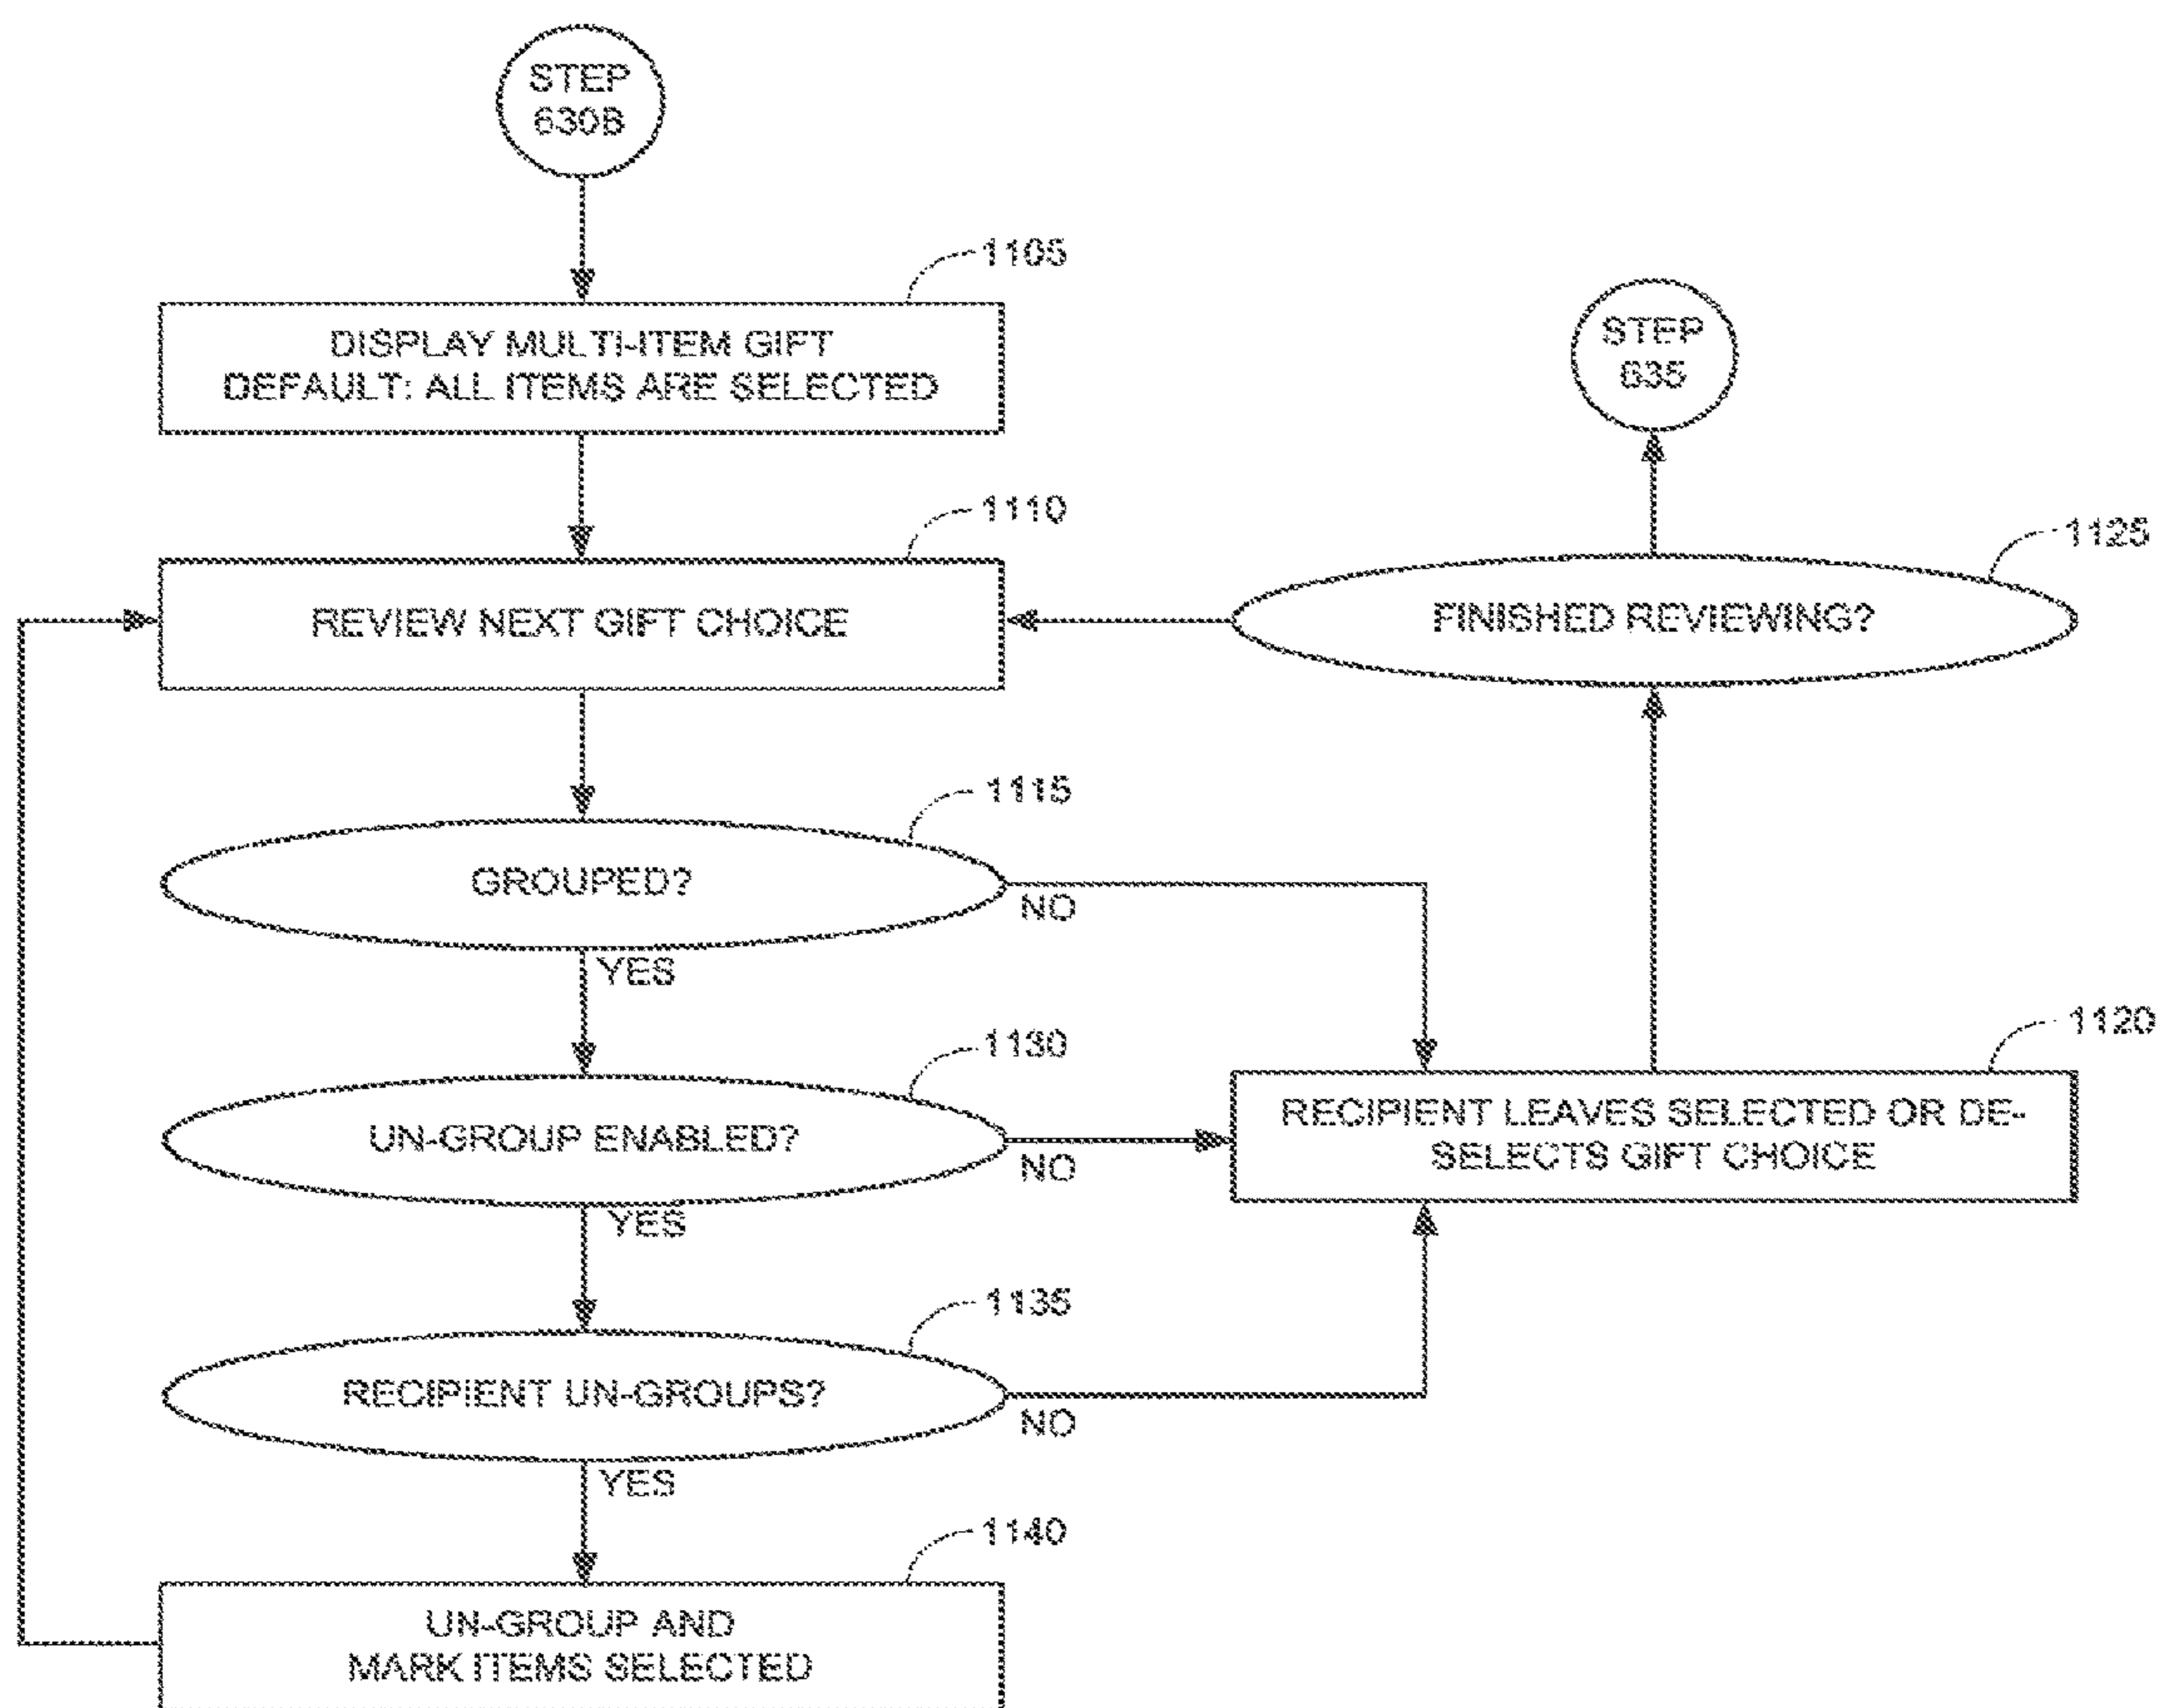 STEP
630B
1105
DISPLAY MULTI-ITEM GIFT
DEFAULT: ALL ITEMS ARE SELECTED
STEP
635
1110
REVIEW NEXT GIFT CHOICE
1125
FINISHED REVIEWING?
1115
GROUPED?
NO
YES
1130
UN-GROUP ENABLED?
NO
YES
1120
RECIPIENT LEAVES SELECTED OR DE-
SELECTS GIFT CHOICE
1135
RECIPIENT UN-GROUPS?
NO
YES
1140
UN-GROUP AND
MARK ITEMS SELECTED